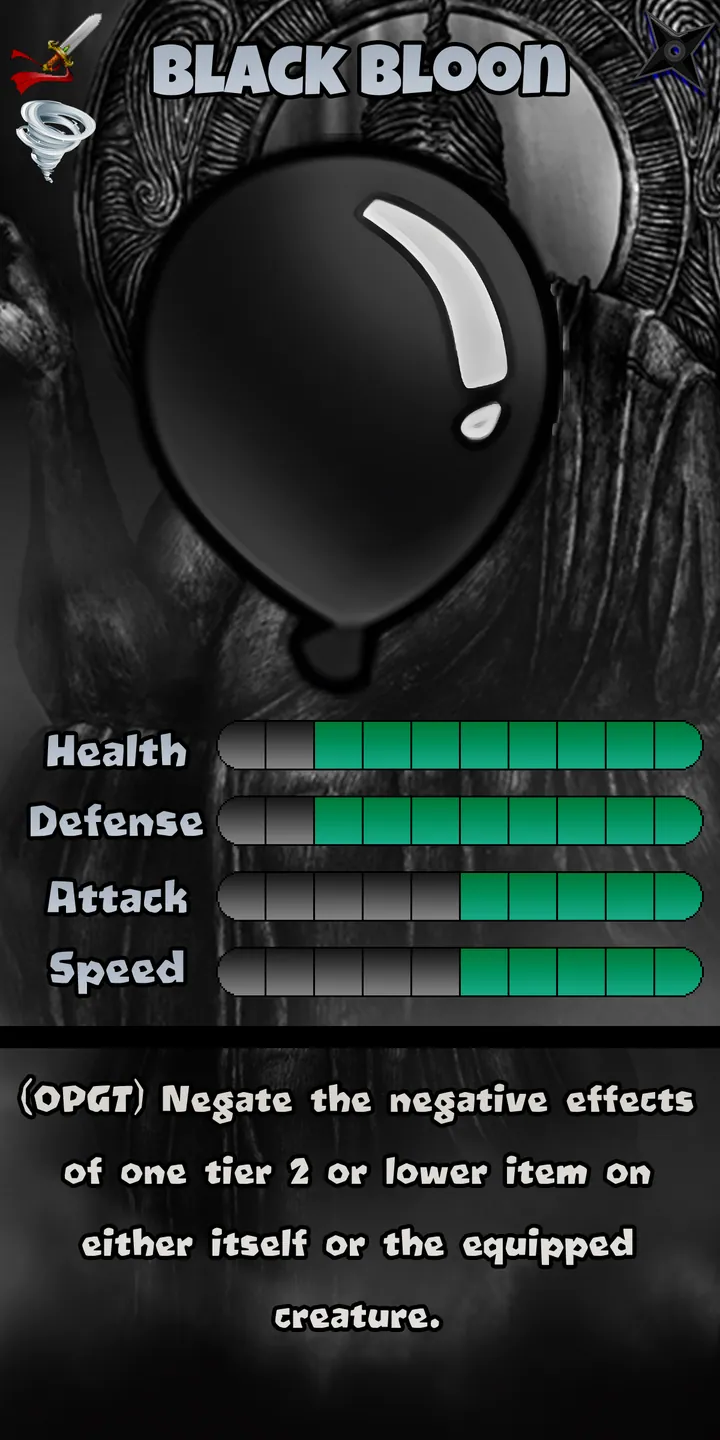 BLACK BLOON
Health
Defense
Attack
Speed
(OPGT) Negate the negative effects
of one tier 2 or lower item on
either itself or the equipped
creature.